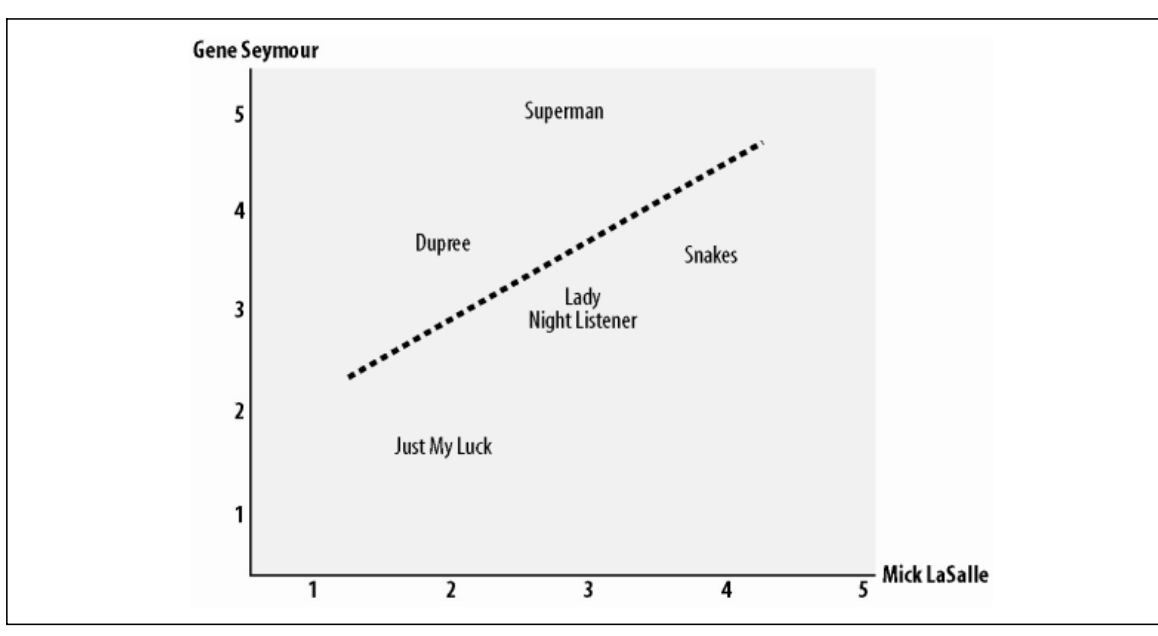 Gene Seymour
5
Superman
4
Dupree
Snakes
Lady
3
Night Listener
2
Just My Luck
1
Mick LaSalle
1 2 3 4 5